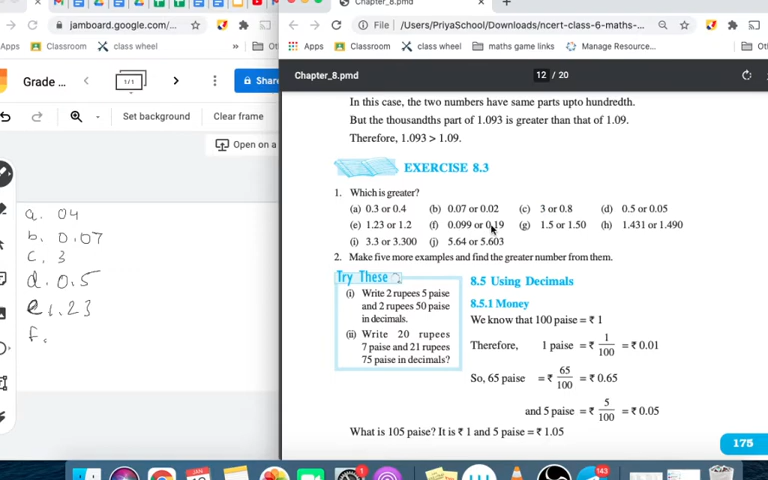 Chapter_8.pmd
jamboard.google.com/
File /Users/PriyaSchool/Downloads/ncert-class-6-maths-
Apps Classroom class wheel » Ot
Apps Classroom class wheel maths game links Manage Resource... Ot
Grade ... 1/1 Shar
Set background Clear frame
Open on a
a. 04
b. 0.07
c. 3
d. 0.5
e. 1.23
f.
Chapter_8.pmd 12 / 20
In this case, the two numbers have same parts upto hundredth.
But the thousandths part of 1.093 is greater than that of 1.09.
Therefore, 1.093 > 1.09.
EXERCISE 8.3
1. Which is greater?
(a) 0.3 or 0.4 (b) 0.07 or 0.02 (c) 3 or 0.8 (d) 0.5 or 0.05
(e) 1.23 or 1.2 (f) 0.099 or 0.19 (g) 1.5 or 1.50 (h) 1.431 or 1.490
(i) 3.3 or 3.300 (j) 5.64 or 5.603
2. Make five more examples and find the greater number from them.
Try These
(i) Write 2 rupees 5 paise
and 2 rupees 50 paise
in decimals.
(ii) Write 20 rupees
7 paise and 21 rupees
75 paise in decimals?
8.5 Using Decimals
8.5.1 Money
We know that 100 paise = ₹ 1
Therefore, 1 paise = ₹ 1/100 = ₹ 0.01
So, 65 paise = ₹ 65/100 = ₹ 0.65
and 5 paise = ₹ 5/100 = ₹ 0.05
What is 105 paise? It is ₹ 1 and 5 paise = ₹ 1.05
175
JAN
1
143